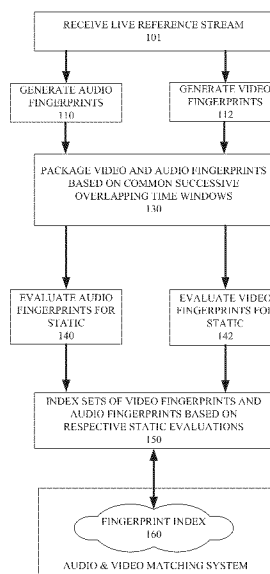 RECEIVE LIVE REFERENCE STREAM
101
GENERATE AUDIO
FINGERPRINTS
110
GENERATE VIDEO
FINGERPRINTS
112
PACKAGE VIDEO AND AUDIO FINGERPRINTS
BASED ON COMMON SUCCESSIVE
OVERLAPPING TIME WINDOWS
130
EVALUATE AUDIO
FINGERPRINTS FOR
STATIC
140
EVALUATE VIDEO
FINGERPRINTS FOR
STATIC
142
INDEX SETS OF VIDEO FINGERPRINTS AND
AUDIO FINGERPRINTS BASED ON
RESPECTIVE STATIC EVALUATIONS
150
FINGERPRINT INDEX
160
AUDIO & VIDEO MATCHING SYSTEM